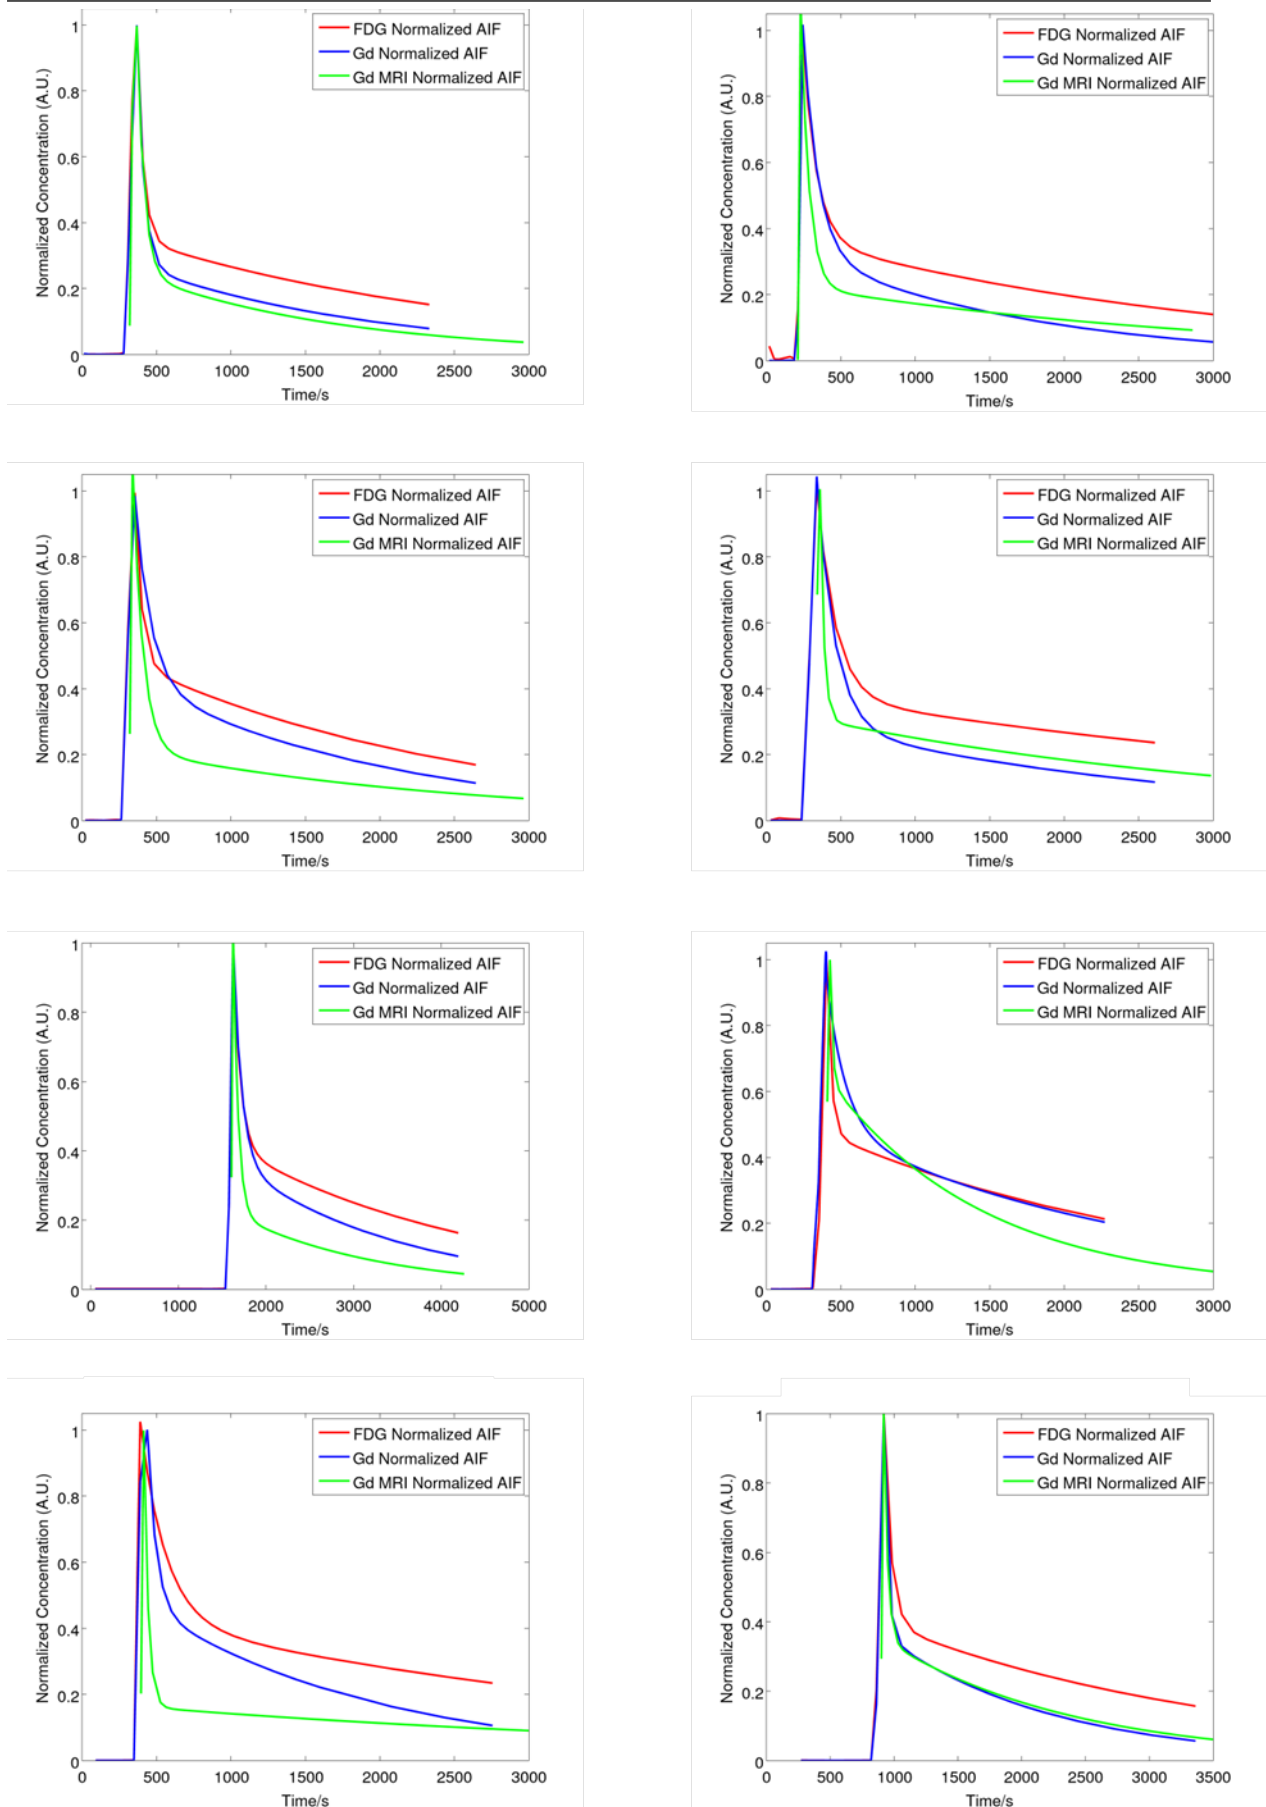 FDG Normalized AIF
Gd Normalized AIF
Gd MRI Normalized AIF
Normalized Concentration (A.U.)
1
0.8
0.6
0.4
0.2
0
0 500 1000 1500 2000 2500 3000
Time/s
FDG Normalized AIF
Gd Normalized AIF
Gd MRI Normalized AIF
Normalized Concentration (A.U.)
1
0.8
0.6
0.4
0.2
0
0 500 1000 1500 2000 2500 3000
Time/s
FDG Normalized AIF
Gd Normalized AIF
Gd MRI Normalized AIF
Normalized Concentration (A.U.)
1
0.8
0.6
0.4
0.2
0
0 500 1000 1500 2000 2500 3000
Time/s
FDG Normalized AIF
Gd Normalized AIF
Gd MRI Normalized AIF
Normalized Concentration (A.U.)
1
0.8
0.6
0.4
0.2
0
0 500 1000 1500 2000 2500 3000
Time/s
FDG Normalized AIF
Gd Normalized AIF
Gd MRI Normalized AIF
Normalized Concentration (A.U.)
1
0.8
0.6
0.4
0.2
0
0 1000 2000 3000 4000 5000
Time/s
FDG Normalized AIF
Gd Normalized AIF
Gd MRI Normalized AIF
Normalized Concentration (A.U.)
1
0.8
0.6
0.4
0.2
0
0 500 1000 1500 2000 2500 3000
Time/s
FDG Normalized AIF
Gd Normalized AIF
Gd MRI Normalized AIF
Normalized Concentration (A.U.)
1
0.8
0.6
0.4
0.2
0
0 500 1000 1500 2000 2500 3000
Time/s
FDG Normalized AIF
Gd Normalized AIF
Gd MRI Normalized AIF
Normalized Concentration (A.U.)
1
0.8
0.6
0.4
0.2
0
0 500 1000 1500 2000 2500 3000 3500
Time/s